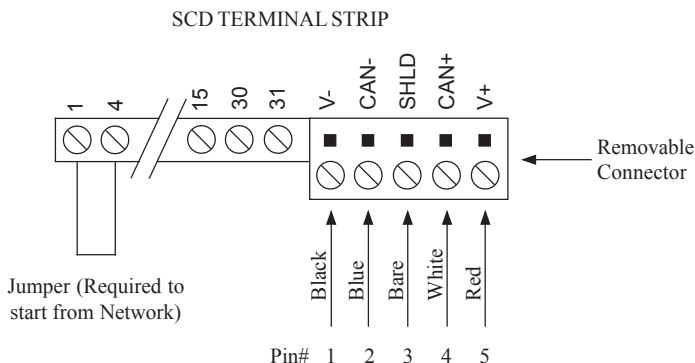 SCD TERMINAL STRIP
1 4 15 30 31 V- CAN- SHLD CAN+ V+
Removable
Connector
Black Blue Bare White Red
Jumper (Required to
start from Network)
Pin# 1 2 3 4 5